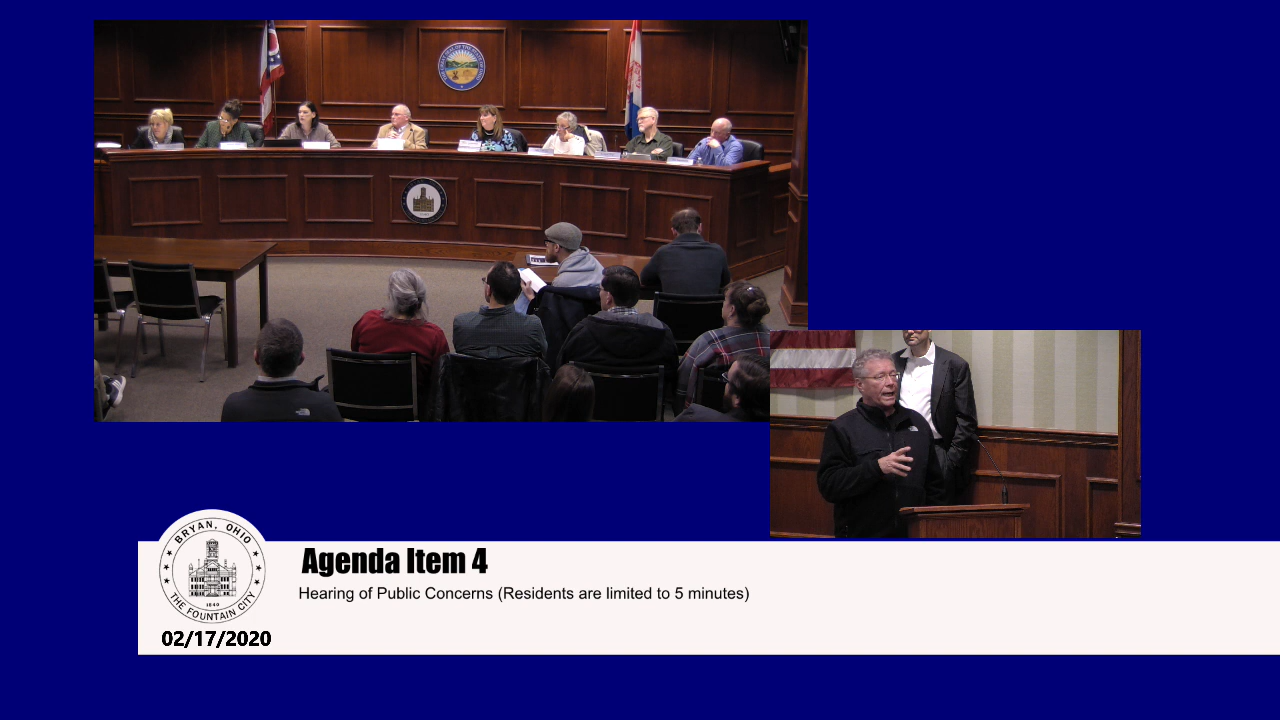 Agenda Item 4
Hearing of Public Concerns (Residents are limited to 5 minutes)
BRYAN, OHIO
1840
THE FOUNTAIN CITY
02/17/2020